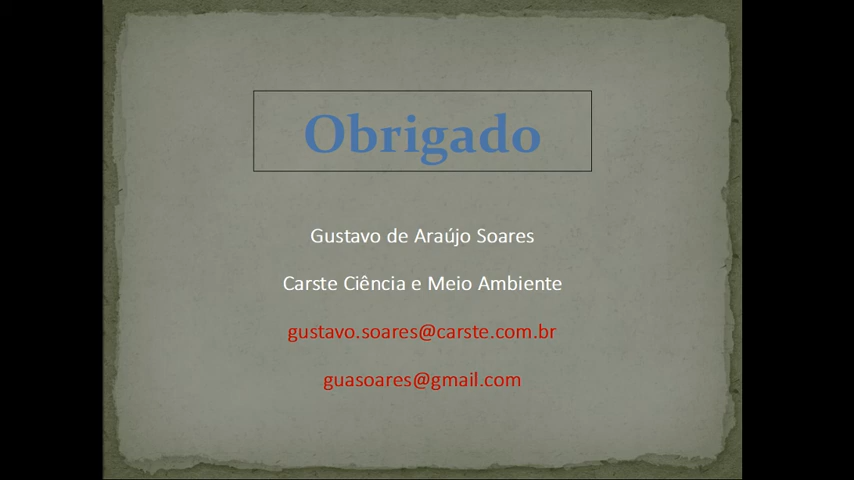 Obrigado
Gustavo de Araújo Soares
Carste Ciência e Meio Ambiente
gustavo.soares@carste.com.br
guasoares@gmail.com